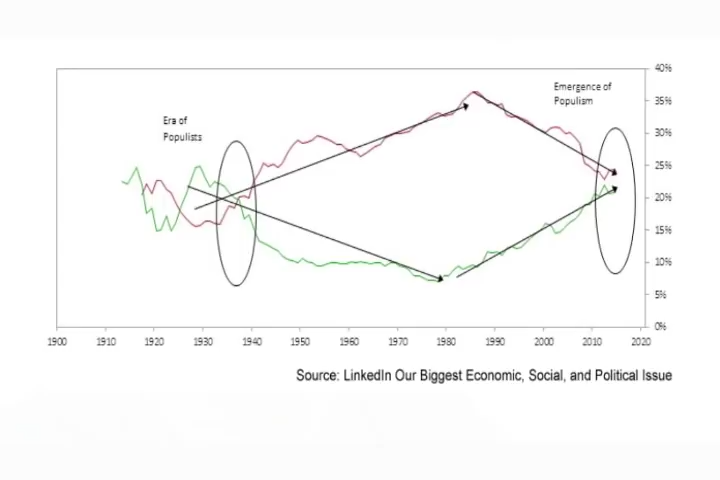 40%
Emergence of
Populism
35%
Era of
Populists
30%
25%
20%
15%
10%
5%
0%
1900 1910 1920 1930 1940 1950 1960 1970 1980 1990 2000 2010 2020
Source: LinkedIn Our Biggest Economic, Social, and Political Issue